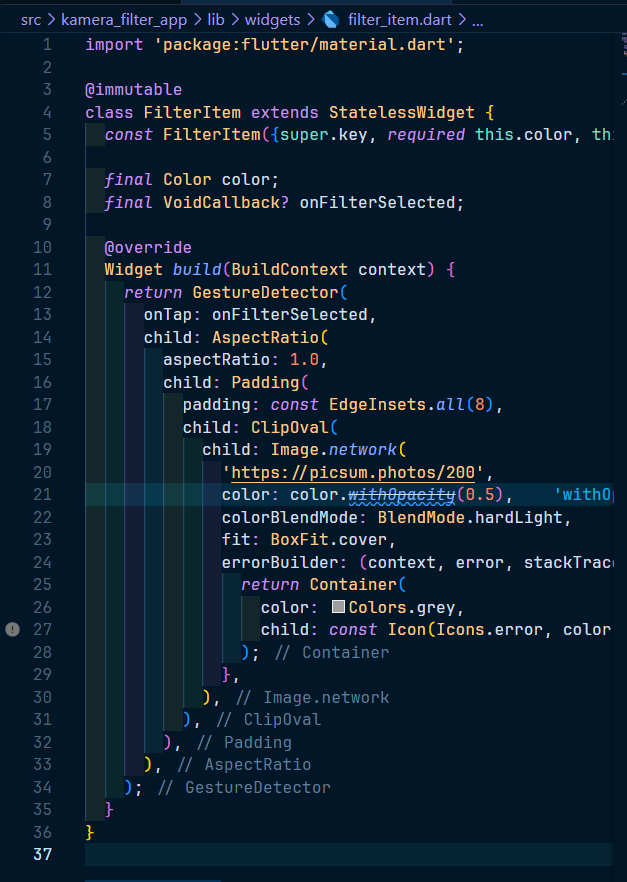 src > kamera_filter_app > lib > widgets > filter_item.dart > ...
1 import 'package:flutter/material.dart';
2
3 @immutable
4 class FilterItem extends StatelessWidget {
5 const FilterItem({super.key, required this.color, thi
6
7 final Color color;
8 final VoidCallback? onFilterSelected;
9
10 @override
11 Widget build(BuildContext context) {
12 return GestureDetector(
13 onTap: onFilterSelected,
14 child: AspectRatio(
15 aspectRatio: 1.0,
16 child: Padding(
17 padding: const EdgeInsets.all(8),
18 child: ClipOval(
19 child: Image.network(
20 'https://picsum.photos/200',
21 color: color.withOpacity(0.5), 'withOp
22 colorBlendMode: BlendMode.hardLight,
23 fit: BoxFit.cover,
24 errorBuilder: (context, error, stackTrac
25 return Container(
26 color: Colors.grey,
27 child: const Icon(Icons.error, color
28 ); // Container
29 },
30 ), // Image.network
31 ), // ClipOval
32 ), // Padding
33 ), // AspectRatio
34 ); // GestureDetector
35 }
36 }
37